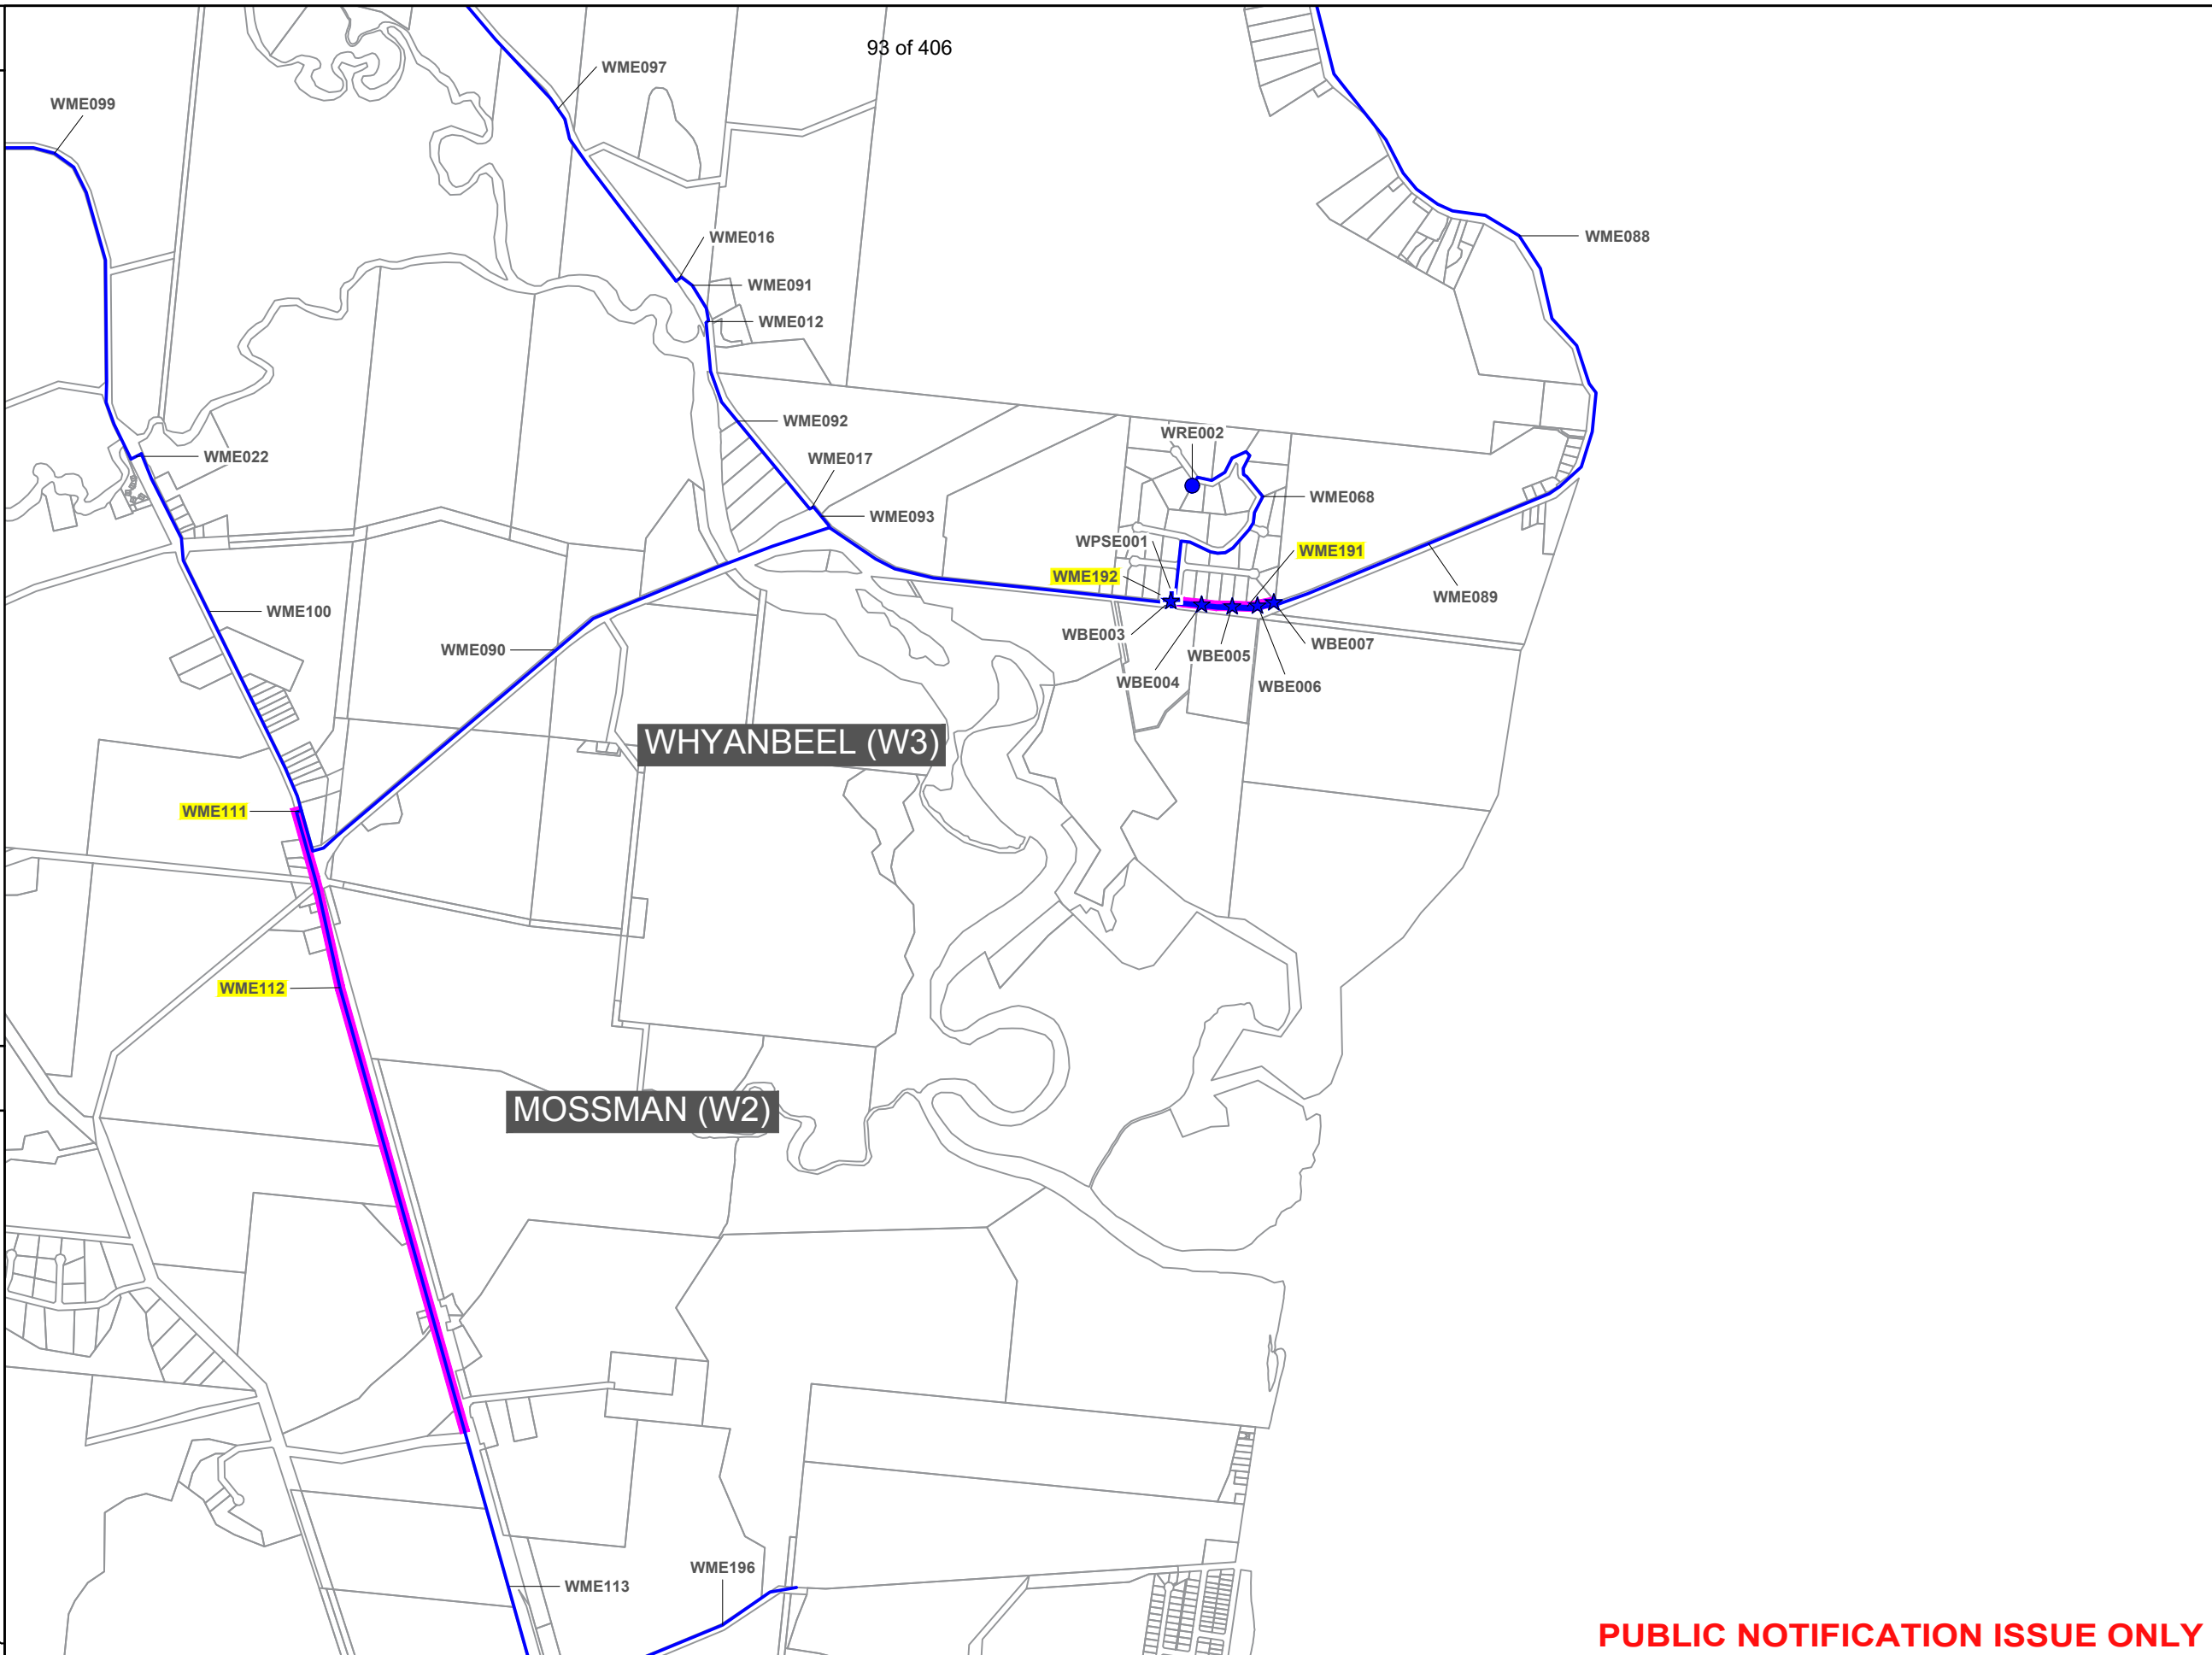 93 of 406
WME097
WME099
WME016
WME088
WME091
WME012
WME092
WRE002
WME022
WME017
WME068
WME093
WPSE001
WME191
WME192
WME089
WME100
WBE003
WBE007
WME090
WBE005
WBE004
WBE006
WHYANBEEL (W3)
WME111
WME112
MOSSMAN (W2)
WME196
WME113
PUBLIC NOTIFICATION ISSUE ONLY